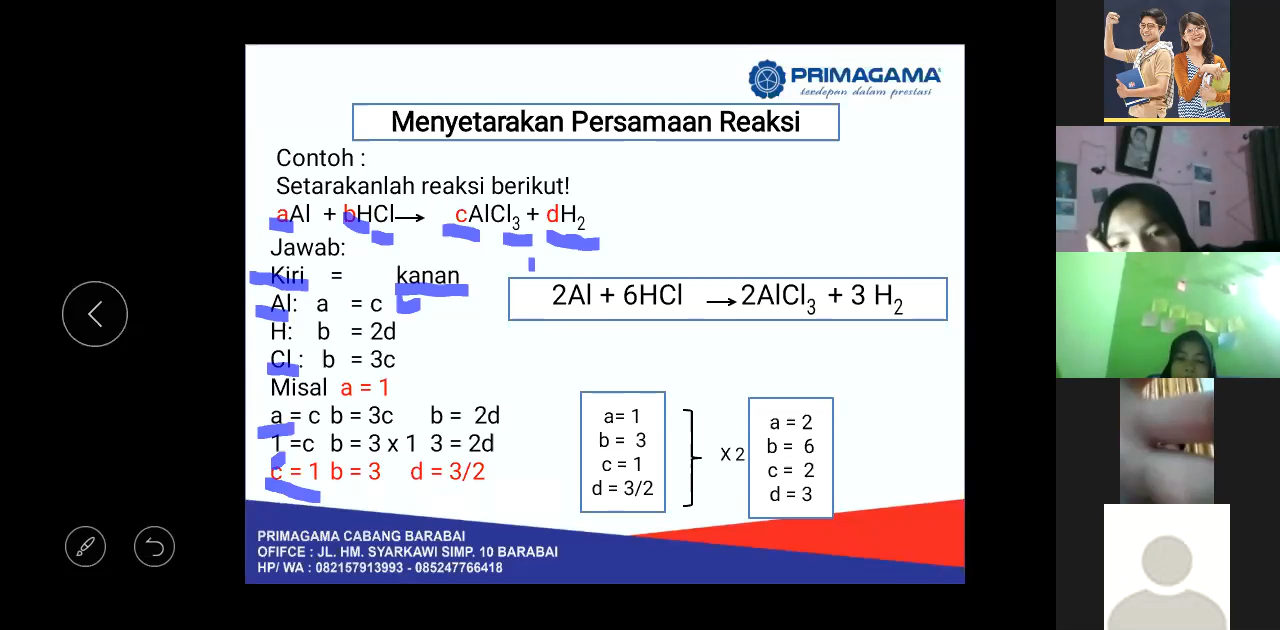 PRIMAGAMA
terdepan dalam prestasi
Menyetarakan Persamaan Reaksi
Contoh :
Setarakanlah reaksi berikut!
aAl + bHCl → cAlCl₃ + dH₂
Jawab:
Kiri = kanan
Al: a = c
H: b = 2d
Cl : b = 3c
Misal a = 1
a = c b = 3c b = 2d
1 =c b = 3 x 1 3 = 2d
c = 1 b = 3 d = 3/2
2Al + 6HCl → 2AlCl₃ + 3 H₂
a= 1
b = 3
c = 1
d = 3/2
X 2
a = 2
b = 6
c = 2
d = 3
PRIMAGAMA CABANG BARABAI
OFIFCE : JL. HM. SYARKAWI SIMP. 10 BARABAI
HP/ WA : 082157913993 - 085247766418